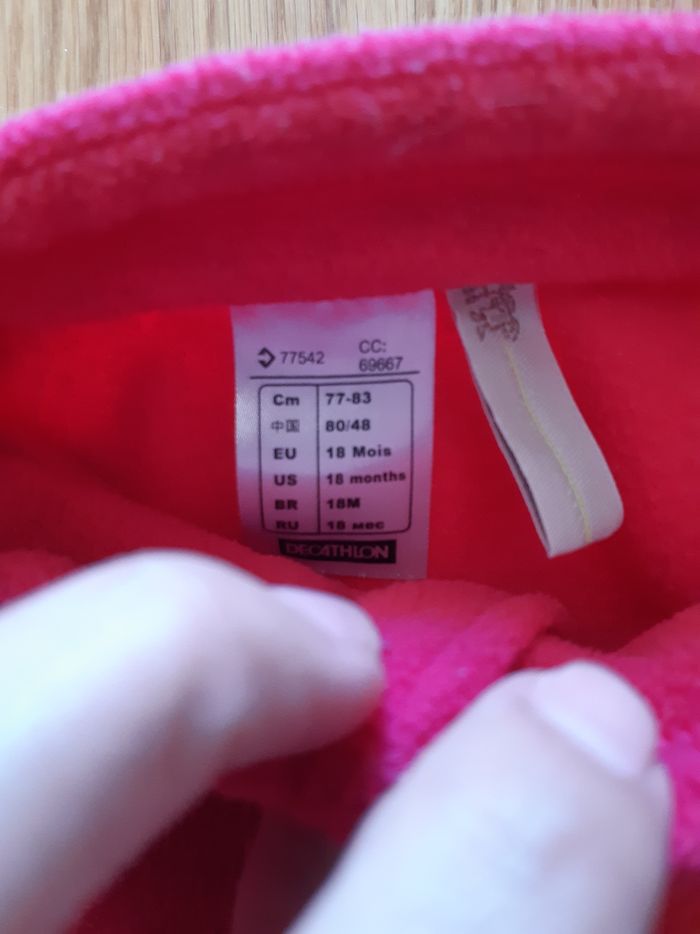 77542 CC:
69667
Cm 77-83
中国 80/48
EU 18 Mois
US 18 months
BR 18M
RU 18 мес
DECATHLON